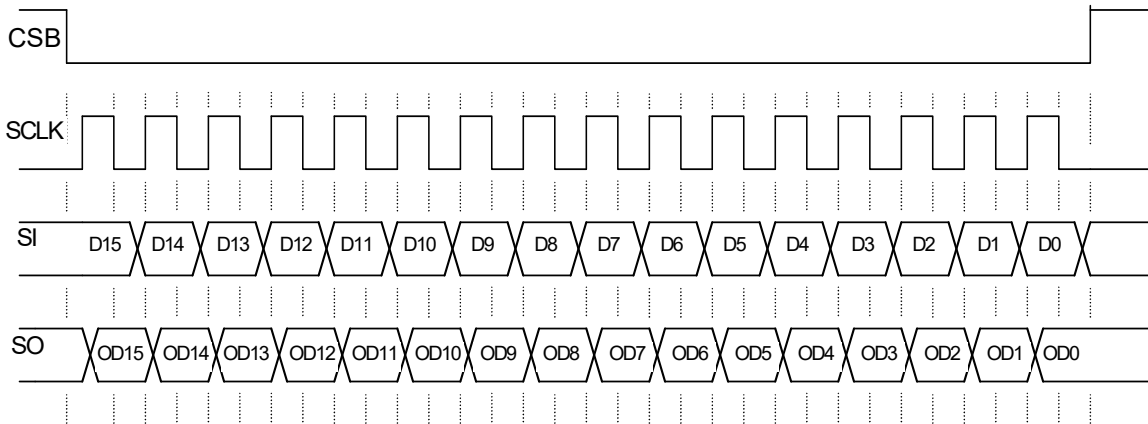 CSB
SCLK
SI D15 D14 D13 D12 D11 D10 D9 D8 D7 D6 D5 D4 D3 D2 D1 D0
SO OD15 OD14 OD13 OD12 OD11 OD10 OD9 OD8 OD7 OD6 OD5 OD4 OD3 OD2 OD1 OD0